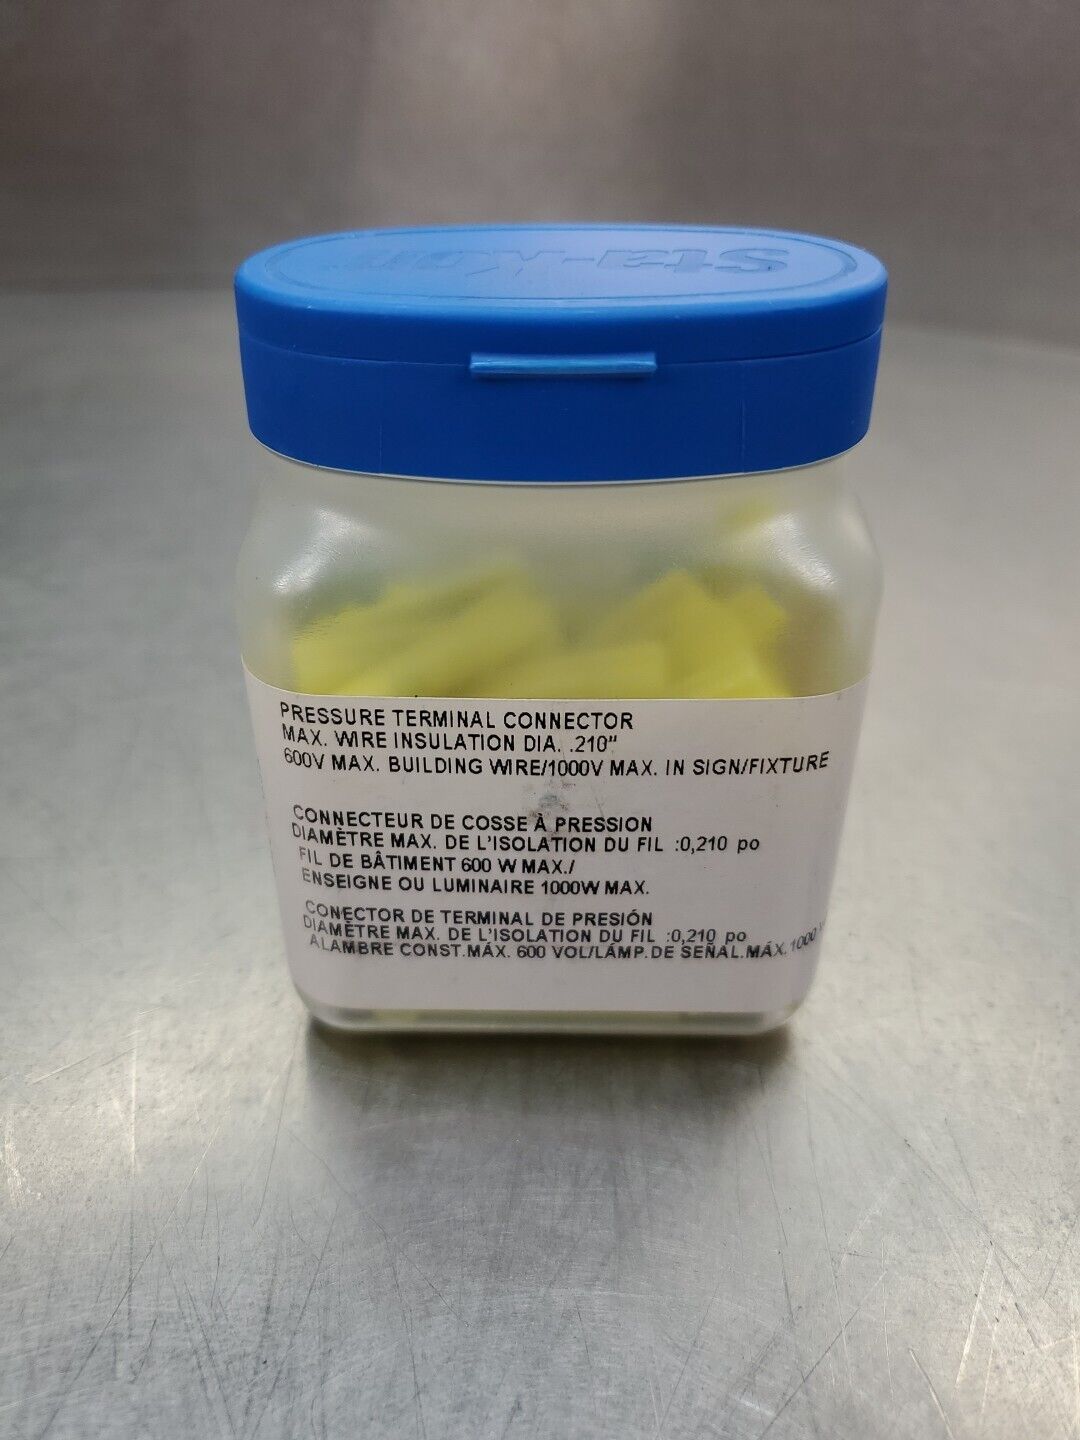 Sta-Kon
PRESSURE TERMINAL CONNECTOR
MAX. WIRE INSULATION DIA. .210"
600V MAX. BUILDING WIRE/1000V MAX. IN SIGN/FIXTURE
CONNECTEUR DE COSSE À PRESSION
DIAMÈTRE MAX. DE L'ISOLATION DU FIL :0,210 po
FIL DE BÂTIMENT 600 W MAX./
ENSEIGNE OU LUMINAIRE 1000W MAX.
CONECTOR DE TERMINAL DE PRESIÓN
DIAMÈTRE MAX. DE L'ISOLATION DU FIL :0,210 po
ALAMBRE CONST.MÁX. 600 VOL/LÁMP.DE SEÑAL.MÁX. 1000 V